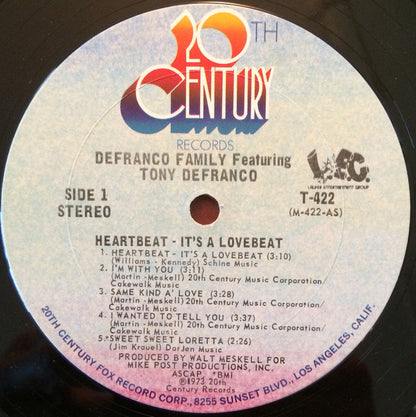 20TH
CENTURY
RECORDS
DEFRANCO FAMILY Featuring
TONY DEFRANCO
SIDE 1
STEREO
L.E.G.
LAUFER ENTERTAINMENT GROUP
T-422
(M-422-AS)
HEARTBEAT - IT'S A LOVEBEAT
1. HEARTBEAT - IT'S A LOVEBEAT (3:10)
(Williams - Kennedy) Schine Music
2. I'M WITH YOU (3:11)
(Martin -Meskell) 20th Century Music Corporation/
Cakewalk Music
3. SAME KIND A' LOVE (3:28)
(Martin -Meskell) 20th Century Music Corporation/
Cakewalk Music
4. I WANTED TO TELL YOU (3:37)
(Martin -Meskell) 20th Century Music Corporation/
Cakewalk Music
5.*SWEET SWEET LORETTA (2:26)
(Jim Krauel) DorJen Music
PRODUCED BY WALT MESKELL FOR
MIKE POST PRODUCTIONS INC.
ASCAP *BMI
℗1973 20th
Century Records
20TH CENTURY FOX RECORD CORP., 8255 SUNSET BLVD., LOS ANGELES, CALIF.